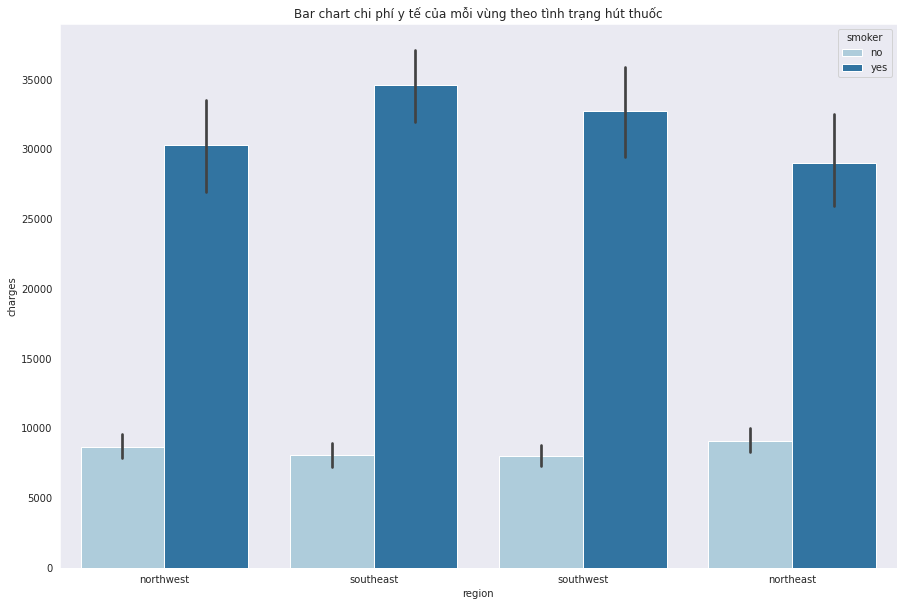 Bar chart chi phí y tế của mỗi vùng theo tình trạng hút thuốc
smoker
no
yes
charges
35000
30000
25000
20000
15000
10000
5000
0
northwest southeast southwest northeast
region